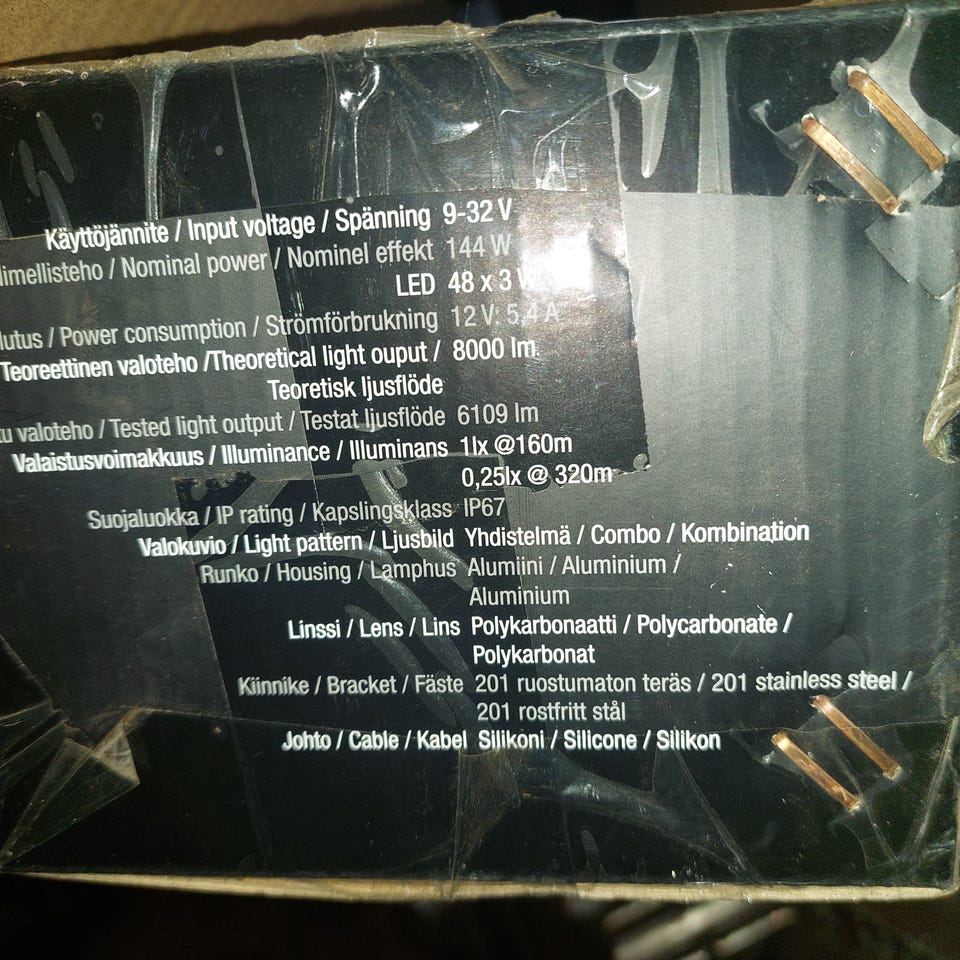 Käyttöjännite / Input voltage / Spänning 9-32 V
/ Nominal power / Nominel effekt 144 W
LED 48 x 3 W
/ Power consumption / Strömförbrukning 12 V: 5,4 A
Teoreettinen valoteho /Theoretical light ouput / 8000 lm
Teoretisk ljusflöde
valoteho / Tested light output / Testat ljusflöde 6109 lm
Valaistusvoimakkuus / Illuminance / Illuminans 1lx @160m
0,25lx @ 320m
Suojaluokka / IP rating / Kapslingsklass IP67
Valokuvio / Light pattern / Ljusbild Yhdistelmä / Combo / Kombination
Runko / Housing / Lamphus Alumiini / Aluminium /
Aluminium
Linssi / Lens / Lins Polykarbonaatti / Polycarbonate /
Polykarbonat
Kiinnike / Bracket / Fäste 201 ruostumaton teräs / 201 stainless steel /
201 rostfritt stål
Johto / Cable / Kabel Silikoni / Silicone / Silikon